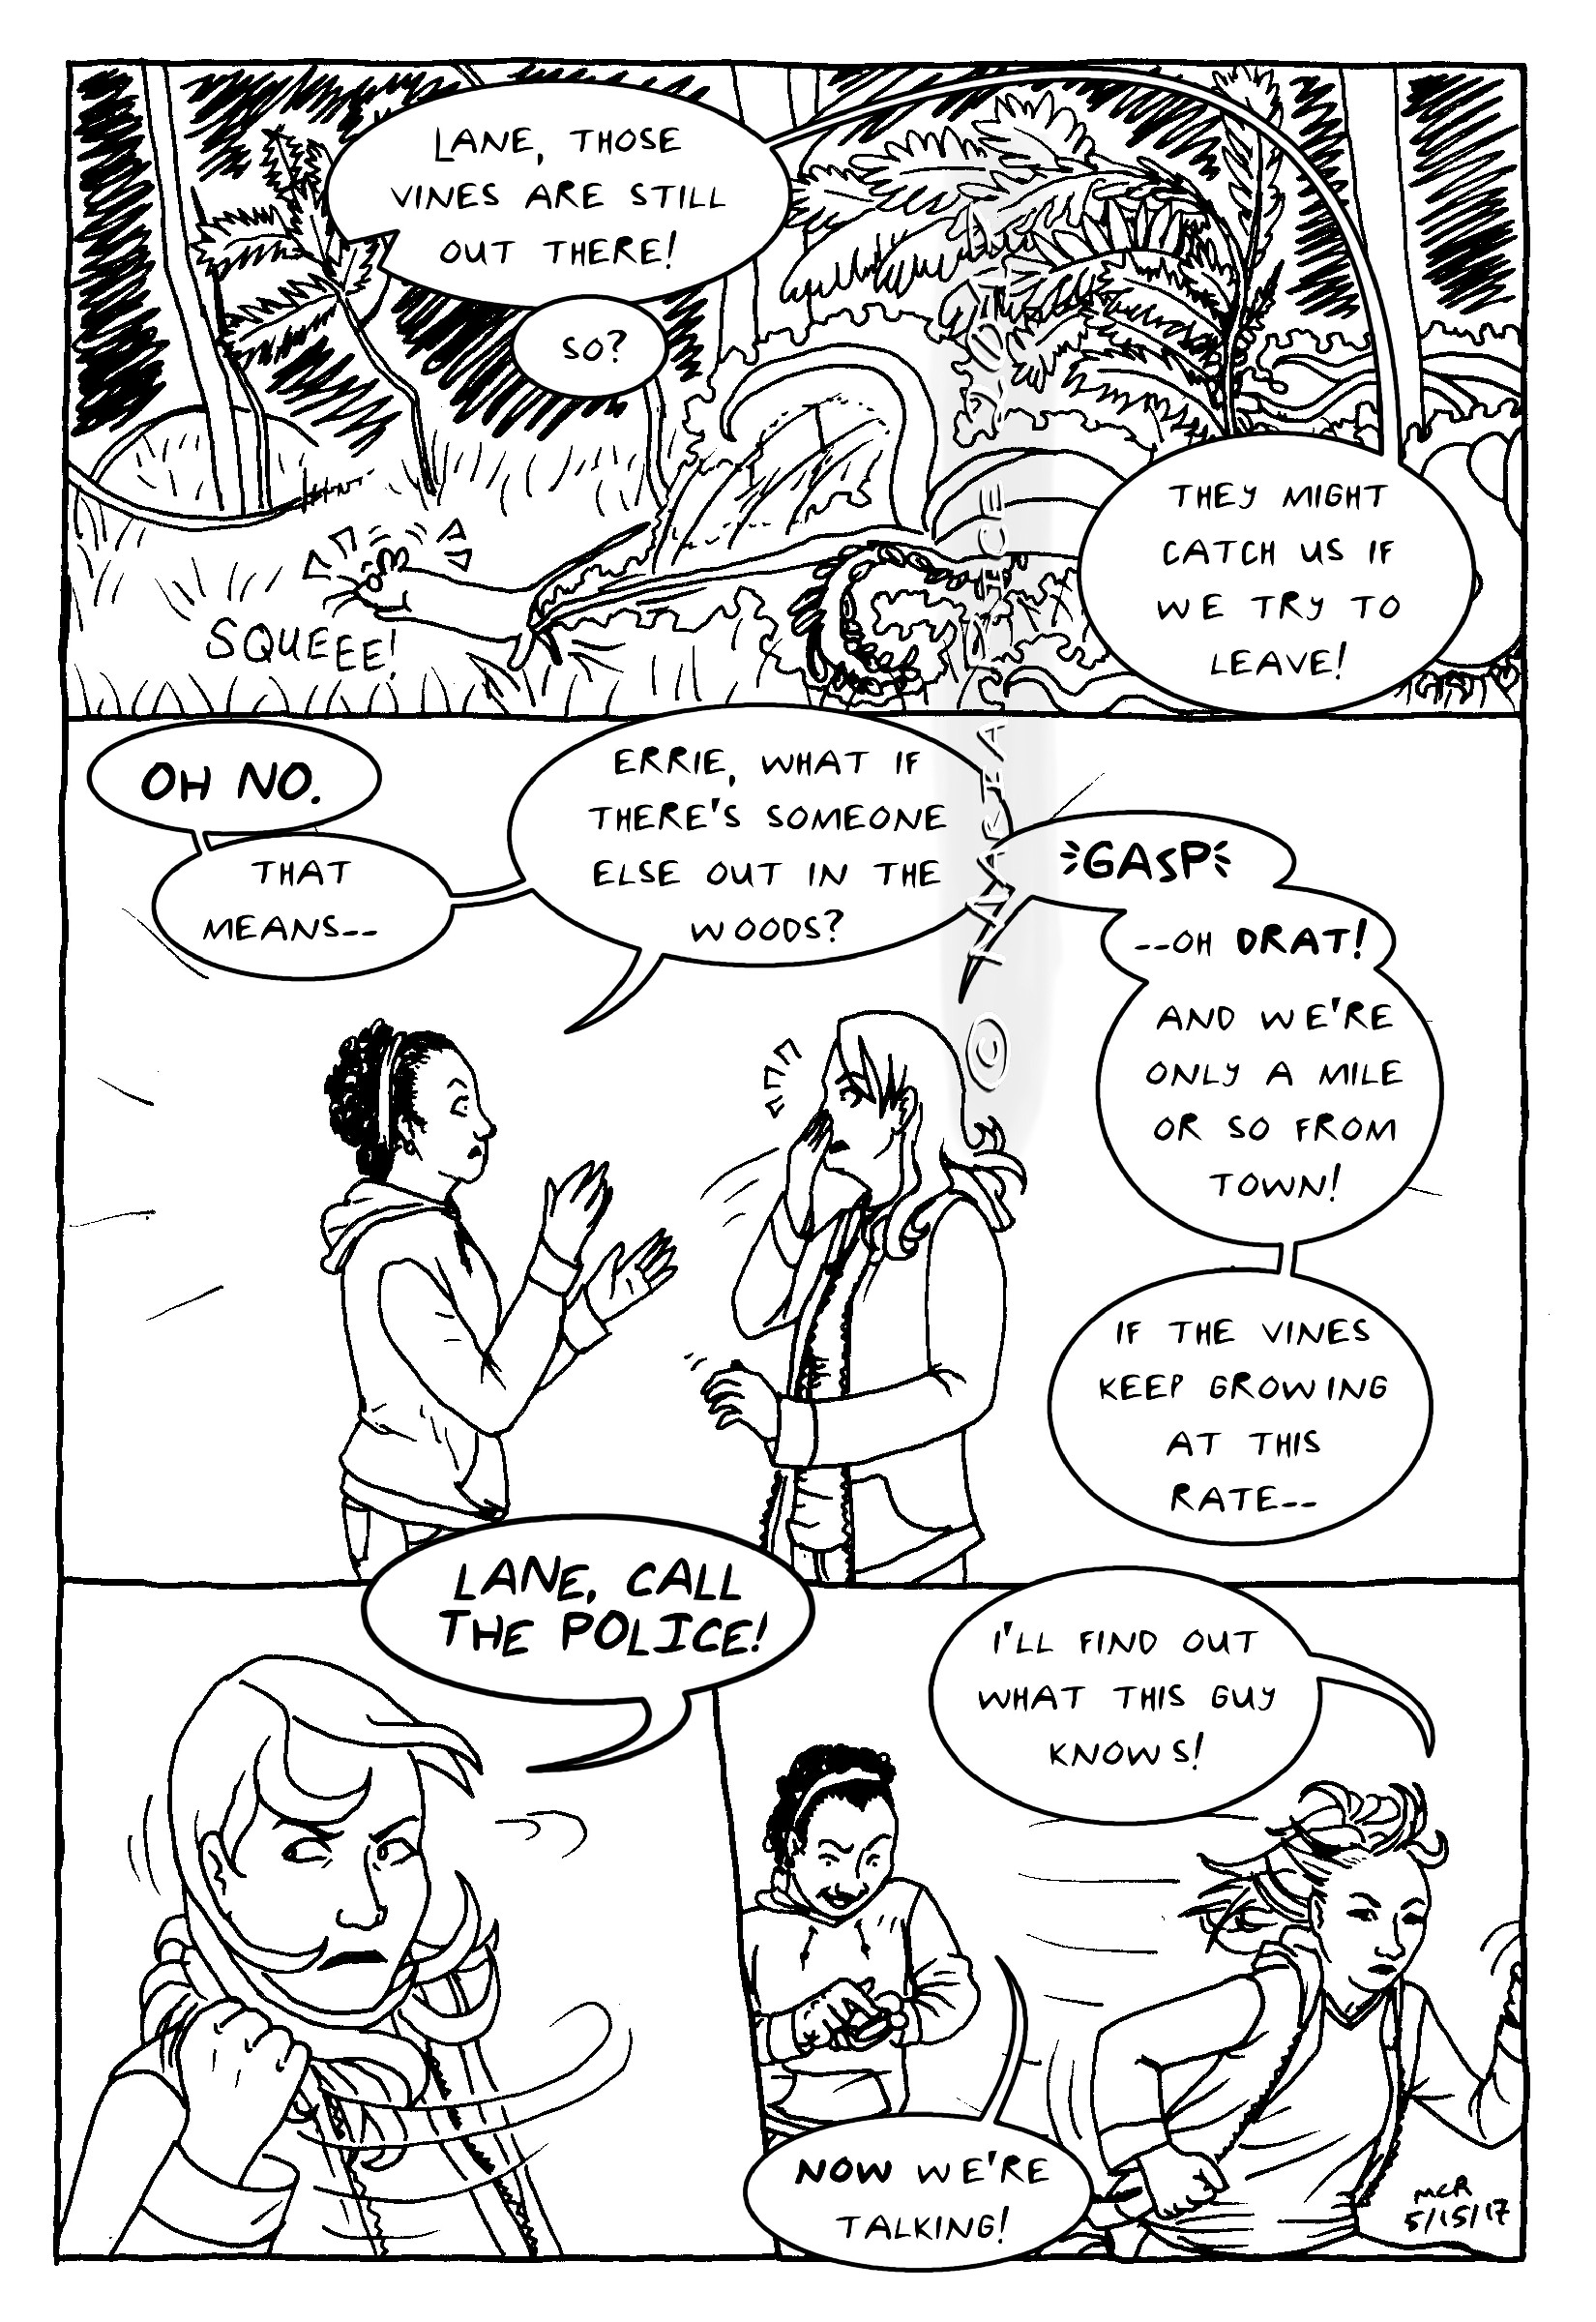 LANE, THOSE
VINES ARE STILL
OUT THERE!
SO?
THEY MIGHT
CATCH US IF
WE TRY TO
LEAVE!
SQUEEE!
OH NO.
THAT
MEANS--
ERRIE, WHAT IF
THERE'S SOMEONE
ELSE OUT IN THE
WOODS?
GASP
--OH DRAT!
AND WE'RE
ONLY A MILE
OR SO FROM
TOWN!
IF THE VINES
KEEP GROWING
AT THIS
RATE--
LANE, CALL
THE POLICE!
I'LL FIND OUT
WHAT THIS GUY
KNOWS!
NOW WE'RE
TALKING!
MCR
5/15/17